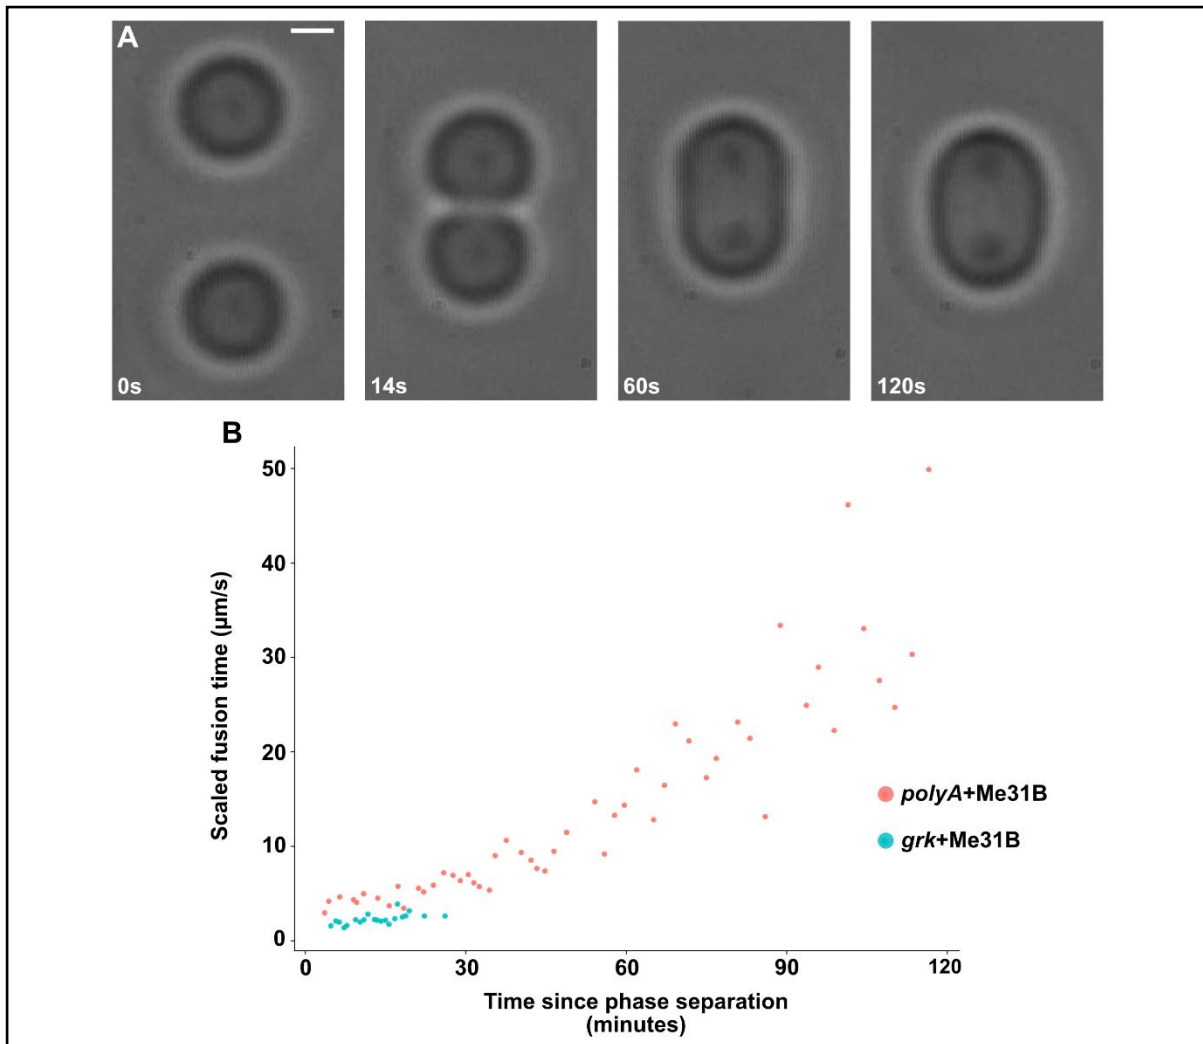 A
0s
14s
60s
120s
B
Scaled fusion time (µm/s)
50
40
30
20
10
0
polyA+Me31B
grk+Me31B
0
30
60
90
120
Time since phase separation
(minutes)